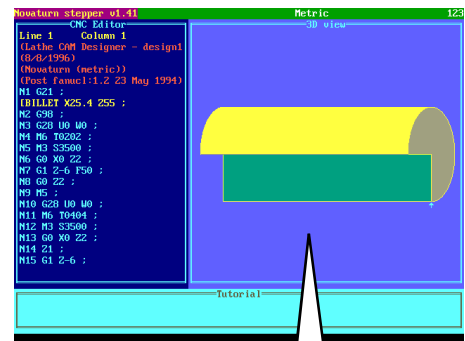 Novaturn stepper v1.41 Metric 123
CNC Editor
3D view
Line 1 Column 1
(Lathe CAM Designer - design1
(8/8/1996)
(Novaturn (metric))
(Post fanucl:1.2 23 May 1994)
N1 G21 ;
[BILLET X25.4 Z55 ;
N2 G98 ;
N3 G28 U0 W0 ;
N4 M6 T0202 ;
N5 M3 S3500 ;
N6 G0 X0 Z2 ;
N7 G1 Z-6 F50 ;
N8 G0 Z2 ;
N9 M5 ;
N10 G28 U0 W0 ;
N11 M6 T0404 ;
N12 M3 S3500 ;
N13 G0 X0 Z2 ;
N14 Z1 ;
N15 G1 Z-6 ;
Tutorial